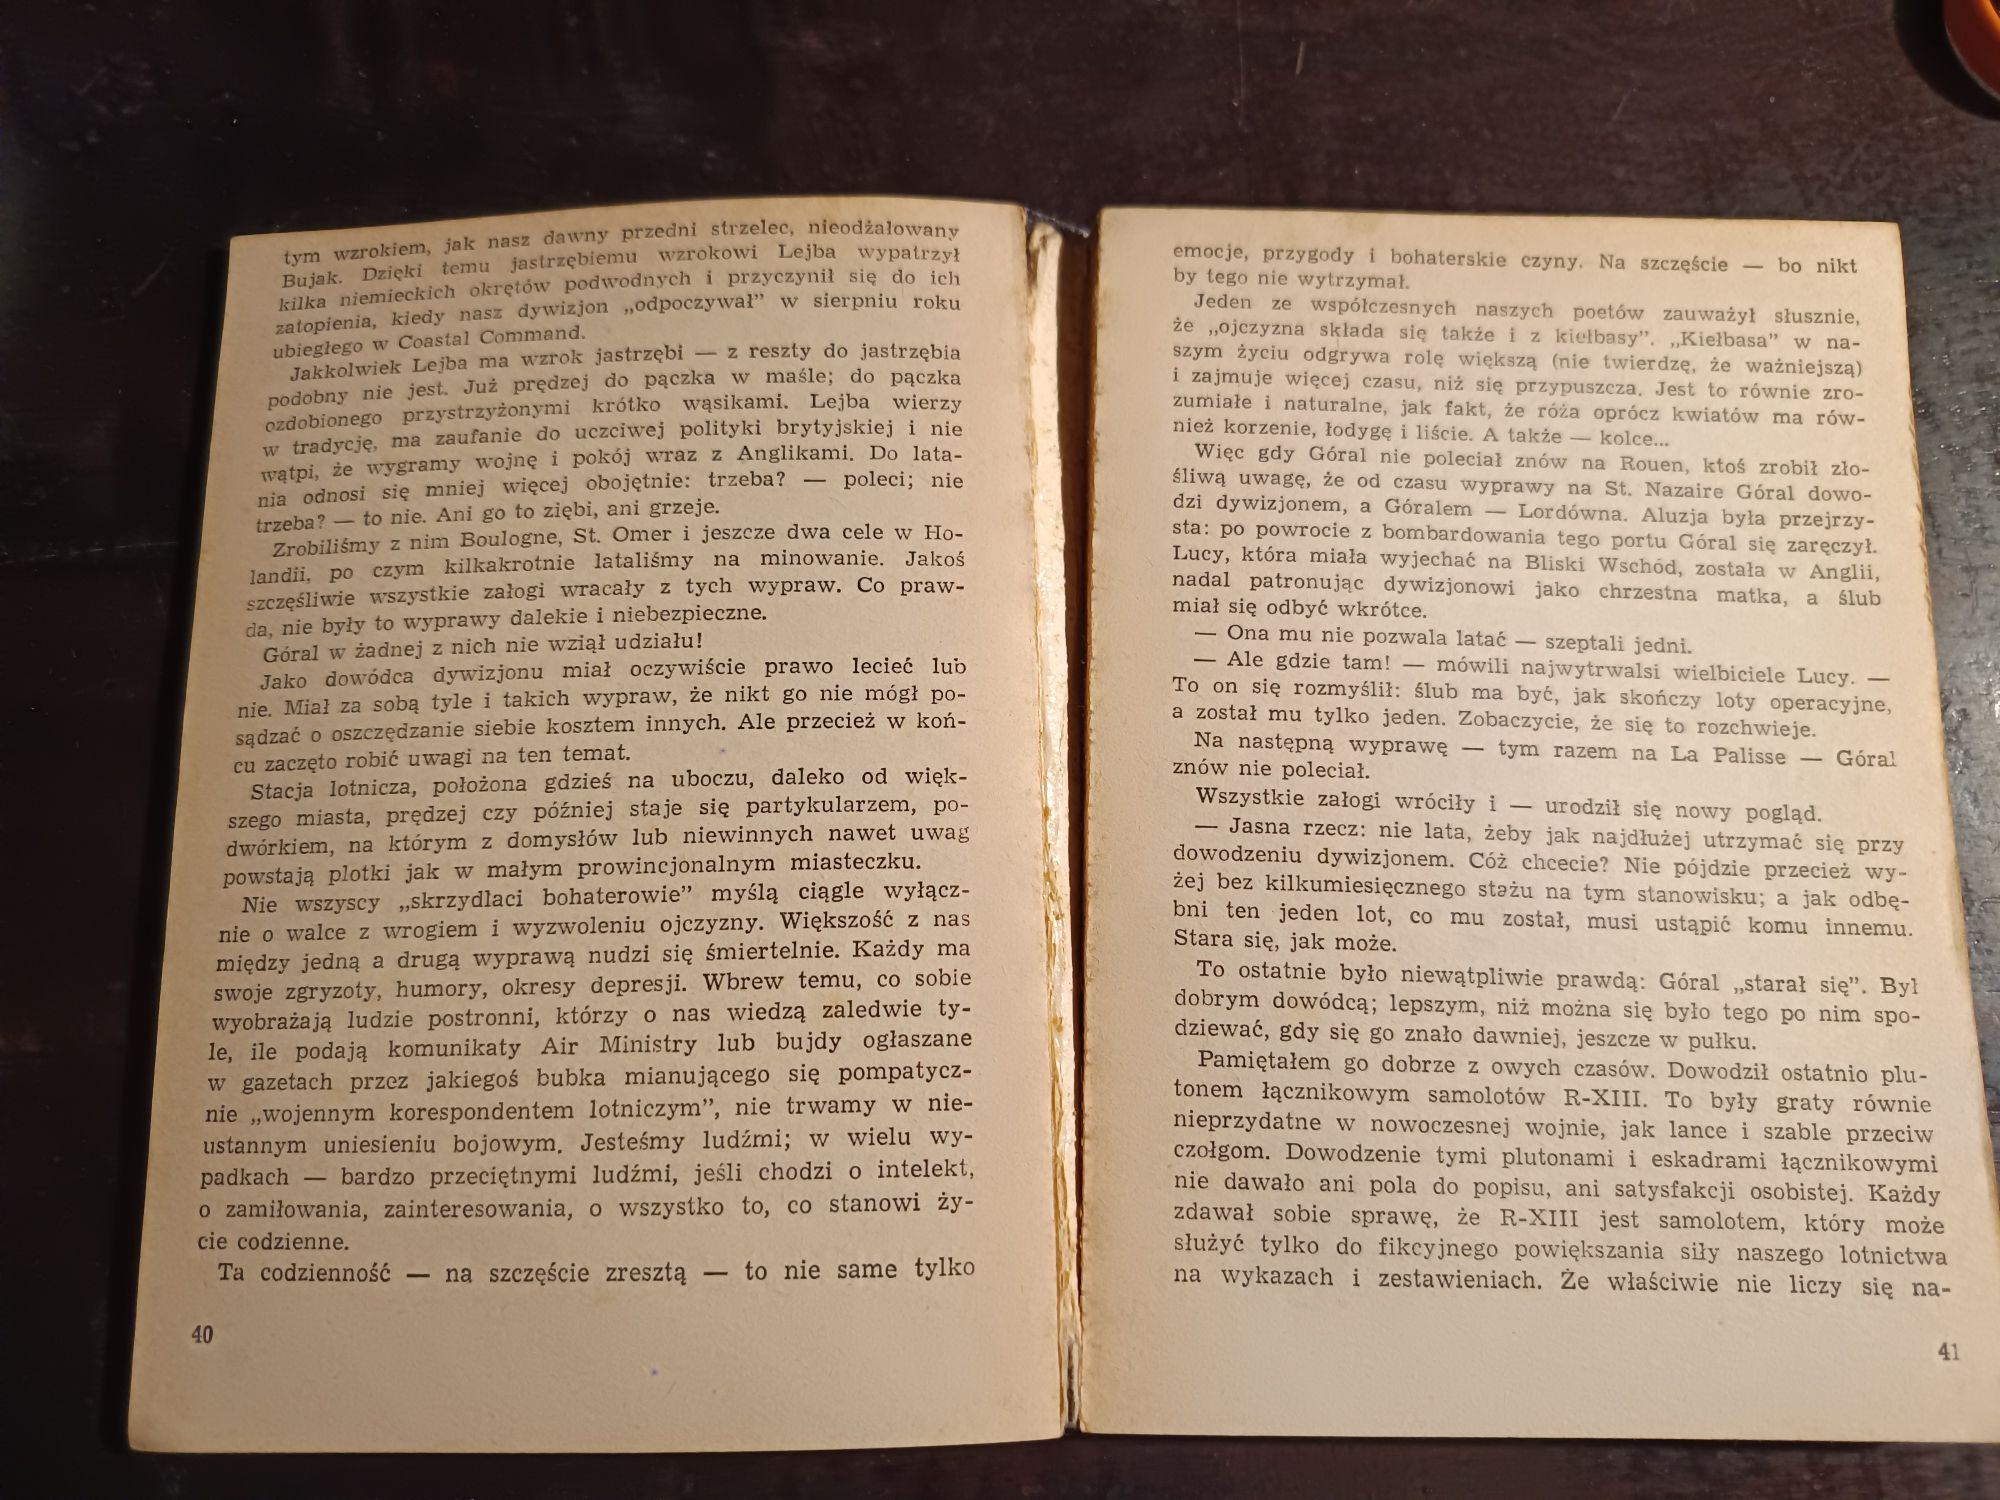 tym wzrokiem, jak nasz dawny przedni strzelec, nieodżałowany
Bujak. Dzięki temu jastrzębiemu wzrokowi Lejba wypatrzył
kilka niemieckich okrętów podwodnych i przyczynił się do ich
zatopienia, kiedy nasz dywizjon „odpoczywał” w sierpniu roku
ubiegłego w Coastal Command.
Jakkolwiek Lejba ma wzrok jastrzębi — z reszty do jastrzębia
podobny nie jest. Już prędzej do pączka w maśle; do pączka
ozdobionego przystrzyżonymi krótko wąsikami. Lejba wierzy
w tradycję, ma zaufanie do uczciwej polityki brytyjskiej i nie
wątpi, że wygramy wojnę i pokój wraz z Anglikami. Do lata-
nia odnosi się mniej więcej obojętnie: trzeba? — poleci; nie
trzeba? — to nie. Ani go to ziębi, ani grzeje.
Zrobiliśmy z nim Boulogne, St. Omer i jeszcze dwa cele w Ho-
landii, po czym kilkakrotnie lataliśmy na minowanie. Jakoś
szczęśliwie wszystkie załogi wracały z tych wypraw. Co praw-
da, nie były to wyprawy dalekie i niebezpieczne.
Góral w żadnej z nich nie wziął udziału!
Jako dowódca dywizjonu miał oczywiście prawo lecieć lub
nie. Miał za sobą tyle i takich wypraw, że nikt go nie mógł po-
sądzać o oszczędzanie siebie kosztem innych. Ale przecież w koń-
cu zaczęto robić uwagi na ten temat.
Stacja lotnicza, położona gdzieś na uboczu, daleko od więk-
szego miasta, prędzej czy później staje się partykularzem, po-
dwórkiem, na którym z domysłów lub niewinnych nawet uwag
powstają plotki jak w małym prowincjonalnym miasteczku.
Nie wszyscy „skrzydlaci bohaterowie” myślą ciągle wyłącz-
nie o walce z wrogiem i wyzwoleniu ojczyzny. Większość z nas
między jedną a drugą wyprawą nudzi się śmiertelnie. Każdy ma
swoje zgryzoty, humory, okresy depresji. Wbrew temu, co sobie
wyobrażają ludzie postronni, którzy o nas wiedzą zaledwie ty-
le, ile podają komunikaty Air Ministry lub bujdy ogłaszane
w gazetach przez jakiegoś bubka mianującego się pompatycz-
nie „wojennym korespondentem lotniczym”, nie trwamy w nie-
ustannym uniesieniu bojowym. Jesteśmy ludźmi; w wielu wy-
padkach — bardzo przeciętnymi ludźmi, jeśli chodzi o intelekt,
o zamiłowania, zainteresowania, o wszystko to, co stanowi ży-
cie codzienne.
Ta codzienność — na szczęście zresztą — to nie same tylko
40
emocje, przygody i bohaterskie czyny. Na szczęście — bo nikt
by tego nie wytrzymał.
Jeden ze współczesnych naszych poetów zauważył słusznie,
że „ojczyzna składa się także i z kiełbasy”. „Kiełbasa” w na-
szym życiu odgrywa rolę większą (nie twierdzę, że ważniejszą)
i zajmuje więcej czasu, niż się przypuszcza. Jest to równie zro-
zumiałe i naturalne, jak fakt, że róża oprócz kwiatów ma rów-
nież korzenie, łodygę i liście. A także — kolce...
Więc gdy Góral nie poleciał znów na Rouen, ktoś zrobił zło-
śliwą uwagę, że od czasu wyprawy na St. Nazaire Góral dowo-
dzi dywizjonem, a Góralem — Lordówna. Aluzja była przejrzy-
sta: po powrocie z bombardowania tego portu Góral się zaręczył.
Lucy, która miała wyjechać na Bliski Wschód, została w Anglii,
nadal patronując dywizjonowi jako chrzestna matka, a ślub
miał się odbyć wkrótce.
— Ona mu nie pozwala latać — szeptali jedni.
— Ale gdzie tam! — mówili najwytrwalsi wielbiciele Lucy. —
To on się rozmyślił: ślub ma być, jak skończy loty operacyjne,
a został mu tylko jeden. Zobaczycie, że się to rozchwieje.
Na następną wyprawę — tym razem na La Palisse — Góral
znów nie poleciał.
Wszystkie załogi wróciły i — urodził się nowy pogląd.
— Jasna rzecz: nie lata, żeby jak najdłużej utrzymać się przy
dowodzeniu dywizjonem. Cóż chcecie? Nie pójdzie przecież wy-
żej bez kilkumiesięcznego stażu na tym stanowisku; a jak odbę-
bni ten jeden lot, co mu został, musi ustąpić komu innemu.
Stara się, jak może.
To ostatnie było niewątpliwie prawdą: Góral „starał się”. Był
dobrym dowódcą; lepszym, niż można się było tego po nim spo-
dziewać, gdy się go znało dawniej, jeszcze w pułku.
Pamiętałem go dobrze z owych czasów. Dowodził ostatnio plu-
tonem łącznikowym samolotów R-XIII. To były graty równie
nieprzydatne w nowoczesnej wojnie, jak lance i szable przeciw
czołgom. Dowodzenie tymi plutonami i eskadrami łącznikowymi
nie dawało ani pola do popisu, ani satysfakcji osobistej. Każdy
zdawał sobie sprawę, że R-XIII jest samolotem, który może
służyć tylko do fikcyjnego powiększania siły naszego lotnictwa
na wykazach i zestawieniach. Że właściwie nie liczy się na-
41